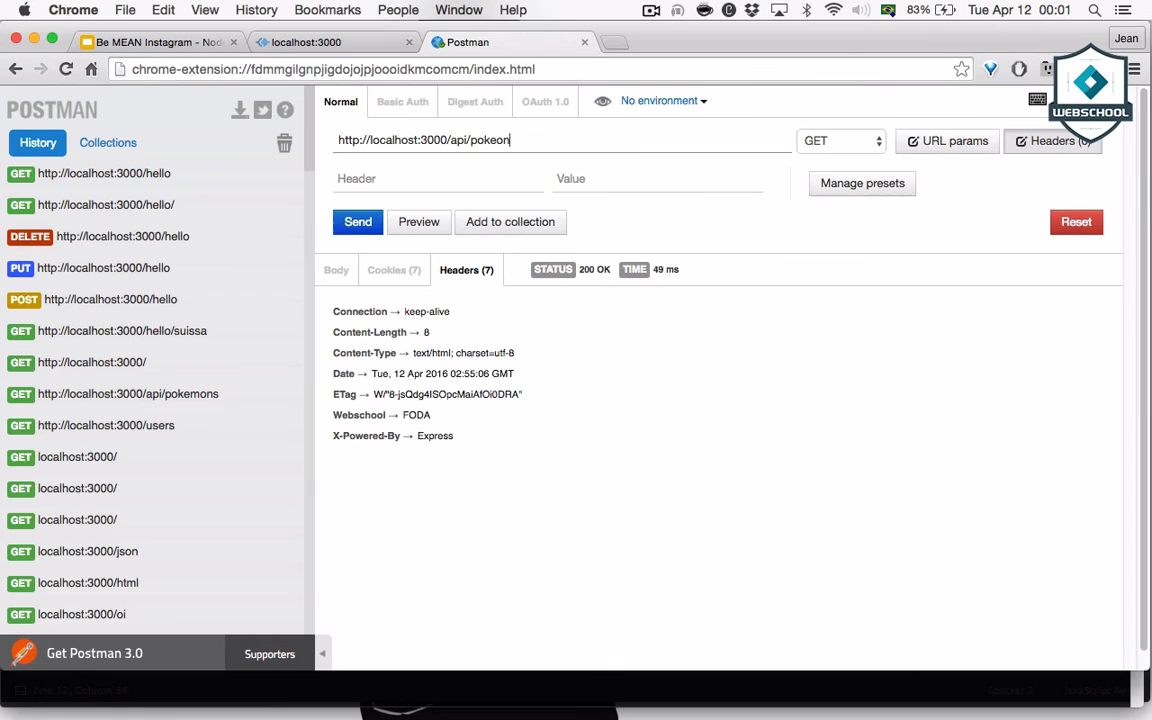 Chrome File Edit View History Bookmarks People Window Help 83% Tue Apr 12 00:01
Be MEAN Instagram - Nod localhost:3000 Postman Jean
chrome-extension://fdmmgilgnpjigdojojpjoooidkmcomcm/index.html
WEBSCHOOL
POSTMAN
History Collections
GET http://localhost:3000/hello
GET http://localhost:3000/hello/
DELETE http://localhost:3000/hello
PUT http://localhost:3000/hello
POST http://localhost:3000/hello
GET http://localhost:3000/hello/suissa
GET http://localhost:3000/
GET http://localhost:3000/api/pokemons
GET http://localhost:3000/users
GET localhost:3000/
GET localhost:3000/
GET localhost:3000/
GET localhost:3000/json
GET localhost:3000/html
GET localhost:3000/oi
Get Postman 3.0 Supporters
Normal Basic Auth Digest Auth OAuth 1.0 No environment
http://localhost:3000/api/pokeon GET URL params Headers (0)
Header Value Manage presets
Send Preview Add to collection Reset
Body Cookies (7) Headers (7) STATUS 200 OK TIME 49 ms
Connection → keep-alive
Content-Length → 8
Content-Type → text/html; charset=utf-8
Date → Tue, 12 Apr 2016 02:55:06 GMT
ETag → W/"8-jsQdg4ISOpcMaiAfOi0DRA"
Webschool → FODA
X-Powered-By → Express
Line 12, Column 34 Spaces: 2